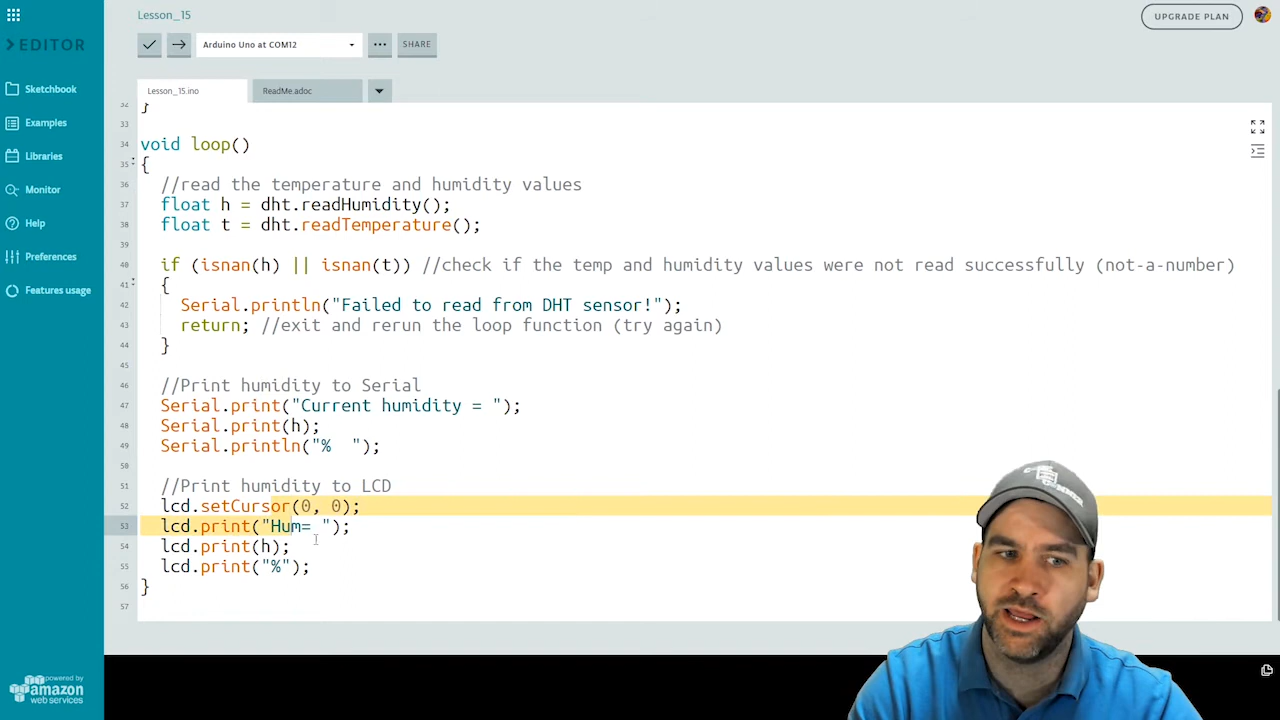 Lesson_15
UPGRADE PLAN
EDITOR
Arduino Uno at COM12
SHARE
Sketchbook
Examples
Libraries
Monitor
Help
Preferences
Features usage
Lesson_15.ino
ReadMe.adoc
32 }
33
34 void loop()
35 {
36 //read the temperature and humidity values
37 float h = dht.readHumidity();
38 float t = dht.readTemperature();
39
40 if (isnan(h) || isnan(t)) //check if the temp and humidity values were not read successfully (not-a-number)
41 {
42 Serial.println("Failed to read from DHT sensor!");
43 return; //exit and rerun the loop function (try again)
44 }
45
46 //Print humidity to Serial
47 Serial.print("Current humidity = ");
48 Serial.print(h);
49 Serial.println("%  ");
50
51 //Print humidity to LCD
52 lcd.setCursor(0, 0);
53 lcd.print("Hum= ");
54 lcd.print(h);
55 lcd.print("%");
56 }
57
powered by
amazon
web services